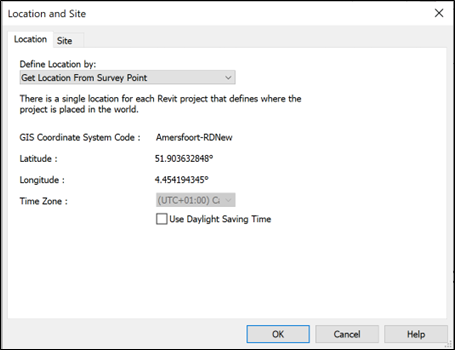 Location and Site
Location
Site
Define Location by:
Get Location From Survey Point
There is a single location for each Revit project that defines where the
project is placed in the world.
GIS Coordinate System Code : Amersfoort-RDNew
Latitude : 51.903632848°
Longitude : 4.454194345°
Time Zone : (UTC+01:00)
Use Daylight Saving Time
OK
Cancel
Help